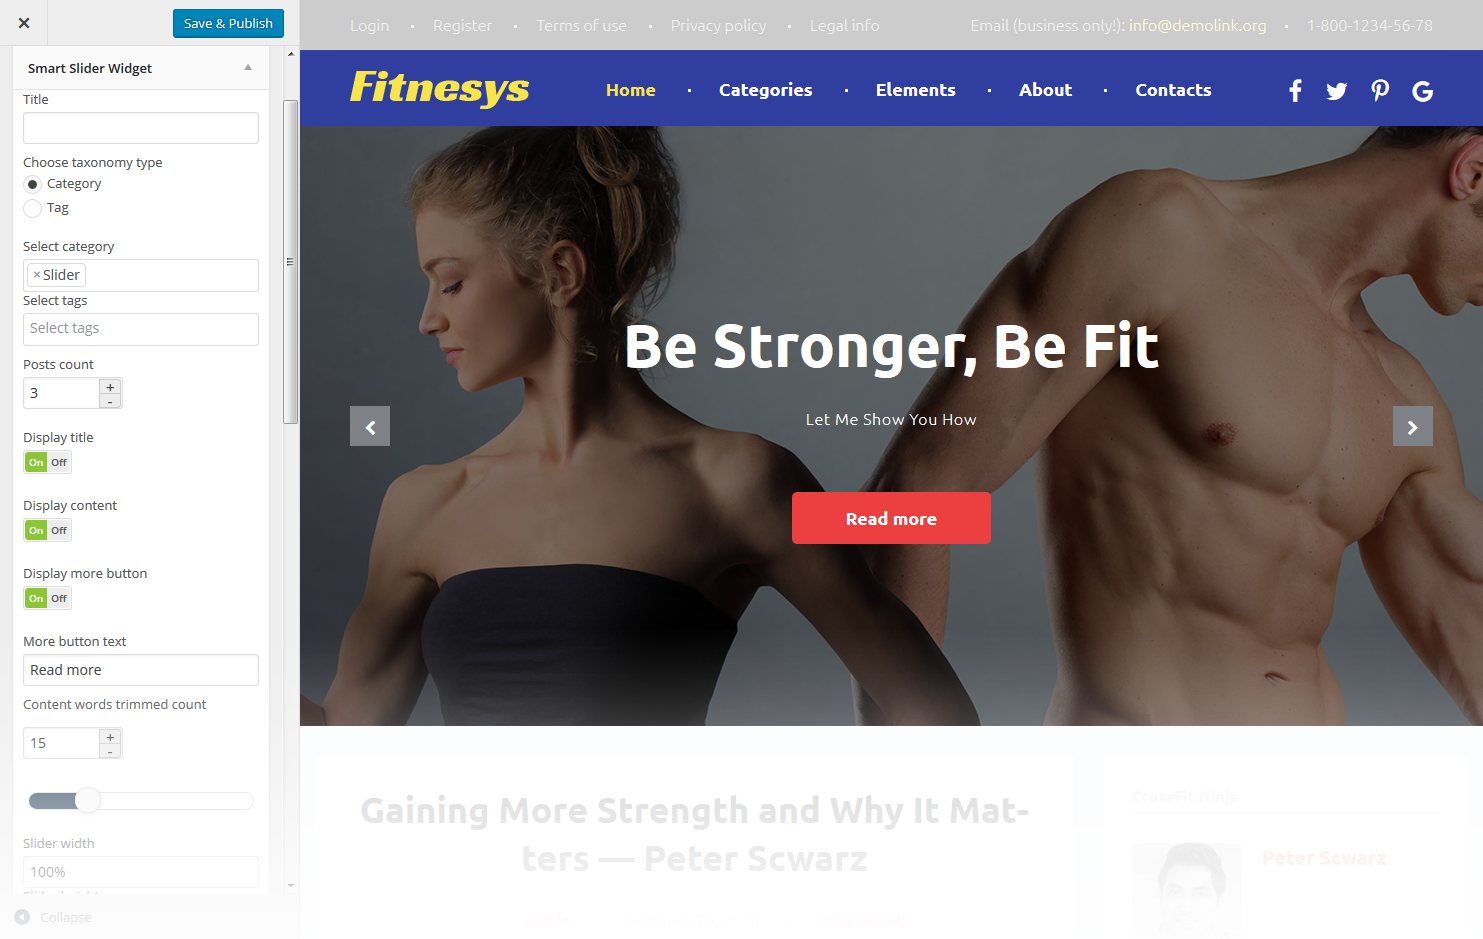 Save & Publish
Smart Slider Widget
Title
Choose taxonomy type
Category
Tag
Select category
×Slider
Select tags
Select tags
Posts count
3
+
-
Display title
On Off
Display content
On Off
Display more button
On Off
More button text
Read more
Content words trimmed count
15
+
-
Slider width
100%
Collapse
Login • Register • Terms of use • Privacy policy • Legal info
Email (business only!): info@demolink.org • 1-800-1234-56-78
Fitnesys
Home • Categories • Elements • About • Contacts
Be Stronger, Be Fit
Let Me Show You How
Read more
Gaining More Strength and Why It Mat-
ters — Peter Scwarz
admin
2 Comments
CrossFit Ninja
Peter Scwarz